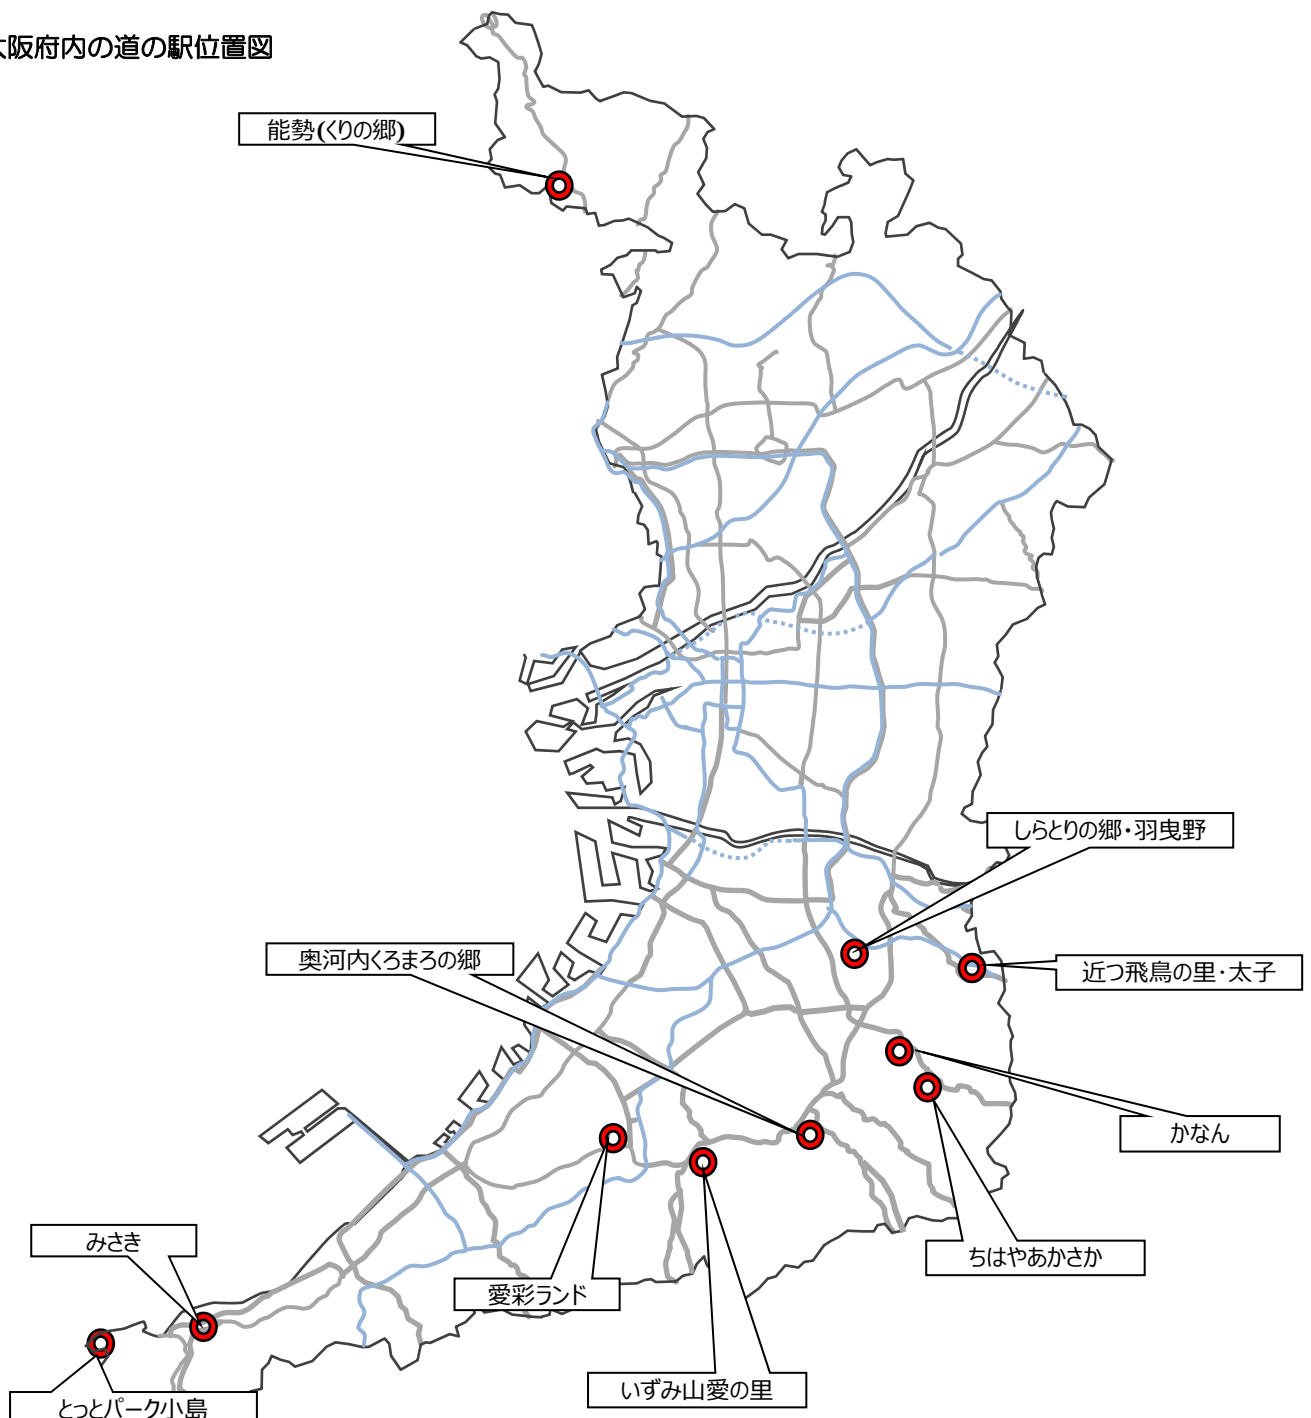 大阪府内の道の駅位置図
能勢(くりの郷)
しらとりの郷・羽曳野
奥河内くろまろの郷
近つ飛鳥の里・太子
かなん
ちはやあかさか
みさき
愛彩ランド
いずみ山愛の里
とっとパーク小島